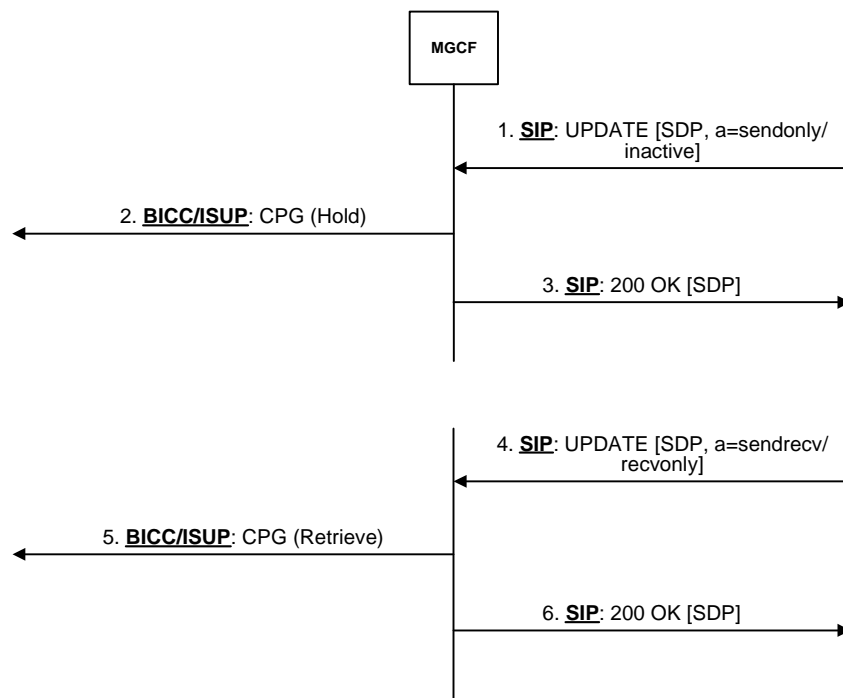 MGCF
1. SIP: UPDATE [SDP, a=sendonly/
inactive]
2. BICC/ISUP: CPG (Hold)
3. SIP: 200 OK [SDP]
4. SIP: UPDATE [SDP, a=sendrecv/
recvonly]
5. BICC/ISUP: CPG (Retrieve)
6. SIP: 200 OK [SDP]